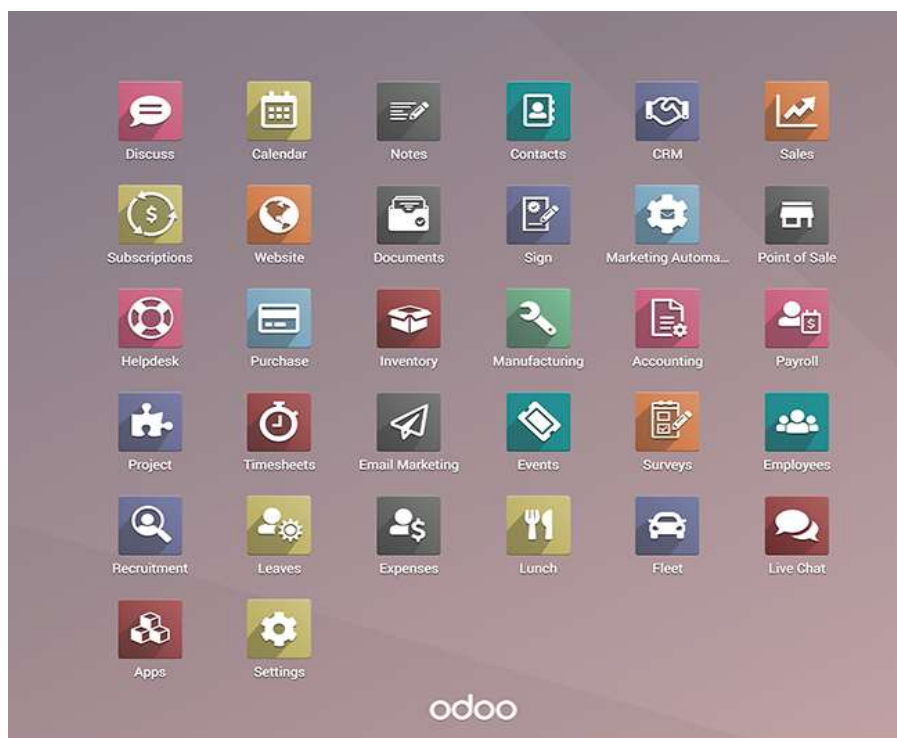 Discuss Calendar Notes Contacts CRM Sales
Subscriptions Website Documents Sign Marketing Automa... Point of Sale
Helpdesk Purchase Inventory Manufacturing Accounting Payroll
Project Timesheets Email Marketing Events Surveys Employees
Recruitment Leaves Expenses Lunch Fleet Live Chat
Apps Settings
odoo